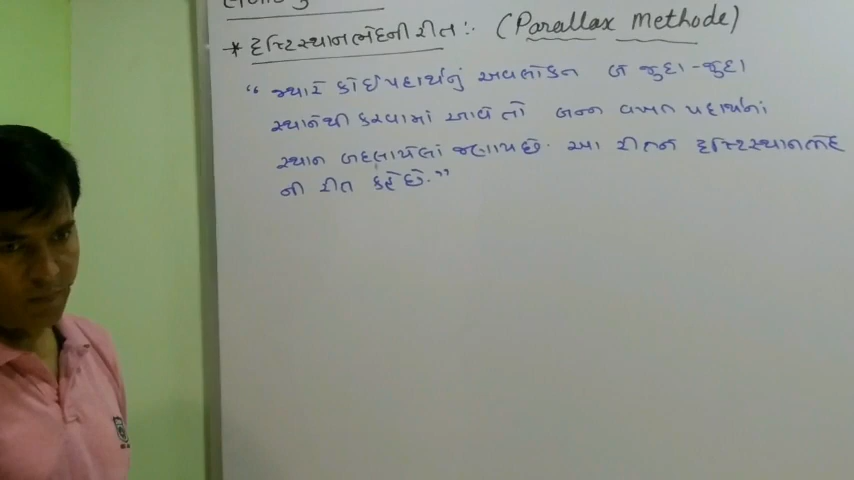 * દ્રષ્ટિસ્થાનભેદની રીત :. (Parallax Methode)
“ જ્યારે કોઈ પદાર્થનું અવલોકન બે જુદા-જુદા
સ્થાનેથી કરવામાં આવે તો બન્ને વખત પદાર્થનાં
સ્થાન બદલાયેલાં જણાય છે. આ રીતને દ્રષ્ટિસ્થાનભેદ
ની રીત કહે છે.”